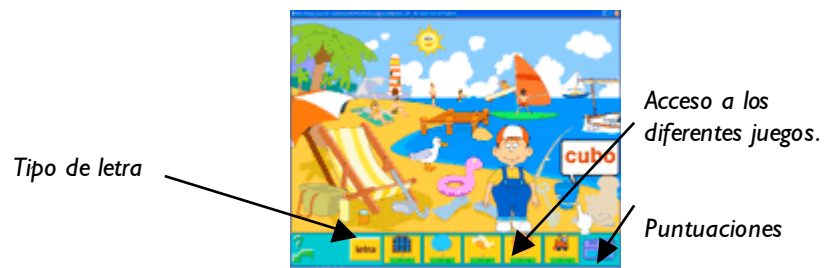 Acceso a los
diferentes juegos.
cubo
Tipo de letra
Puntuaciones
letra